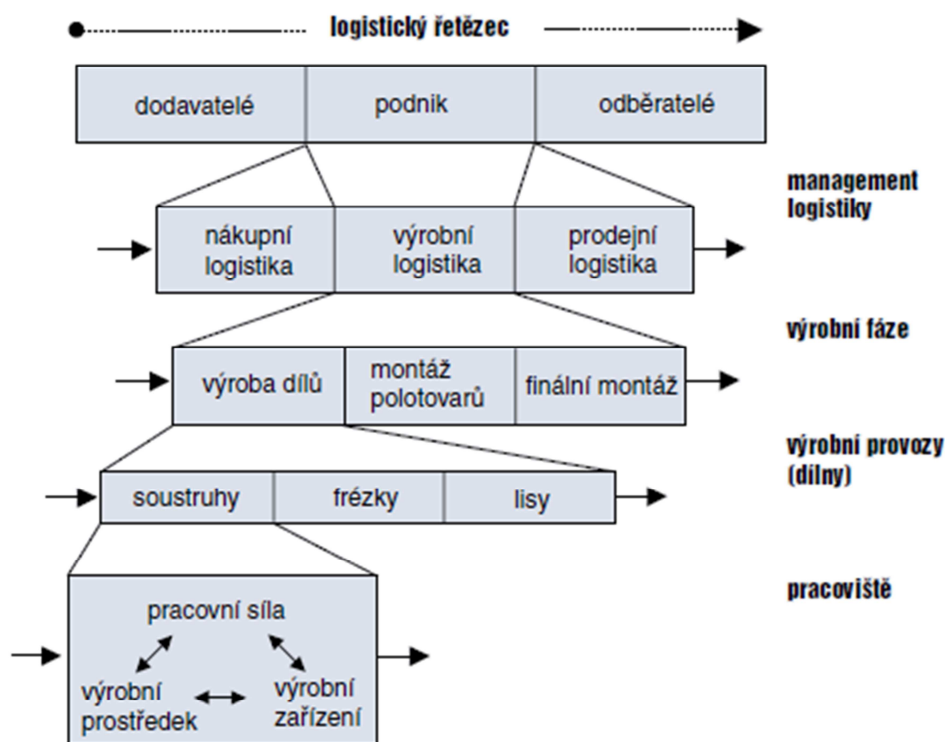 logistický řetězec
dodavatelé
podnik
odběratelé
management
logistiky
nákupní
logistika
výrobní
logistika
prodejní
logistika
výrobní fáze
výroba dílů
montáž
polotovarů
finální montáž
výrobní provozy
(dílny)
soustruhy
frézky
lisy
pracoviště
pracovní síla
výrobní
prostředek
výrobní
zařízení